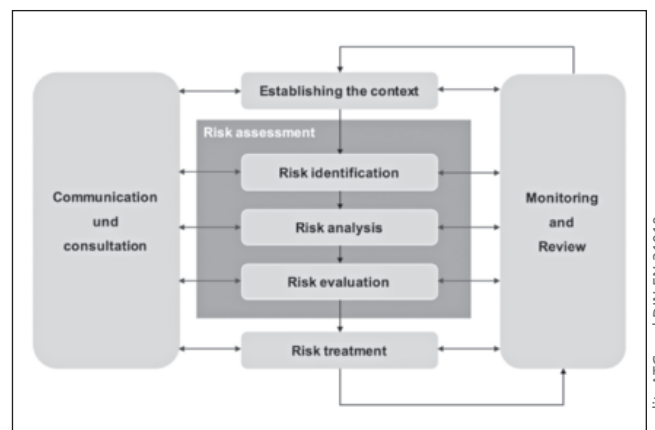 Establishing the context
Risk assessment
Risk identification
Communication
und
consultation
Risk analysis
Monitoring
and
Review
Risk evaluation
Risk treatment